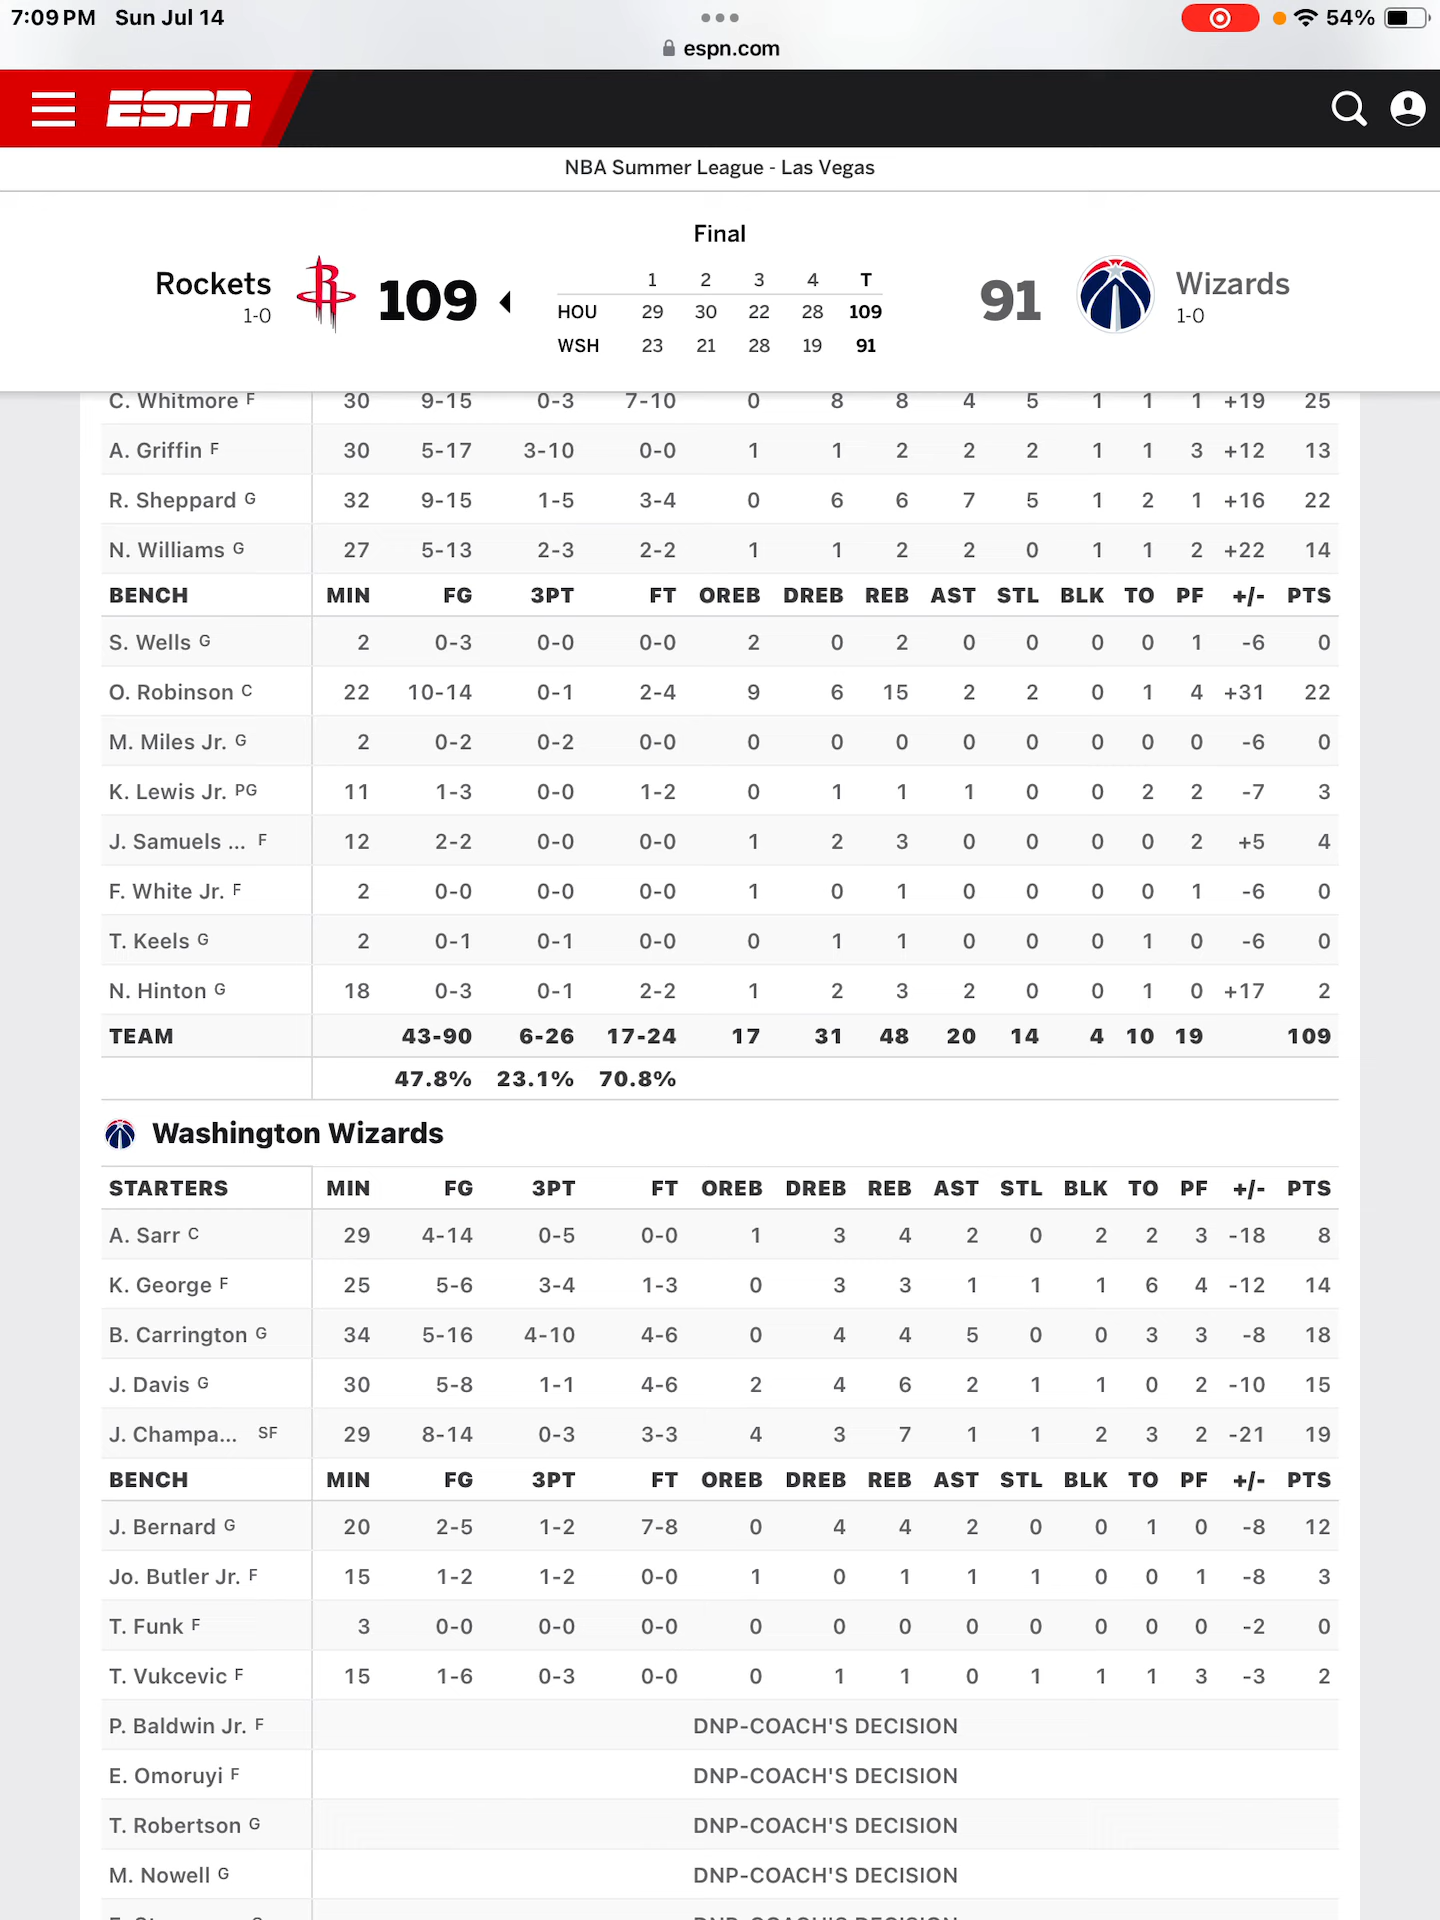 7:09 PM Sun Jul 14
54%
espn.com
ESPN
NBA Summer League - Las Vegas
Final
Rockets 1-0 109
1 2 3 4 T
HOU 29 30 22 28 109
WSH 23 21 28 19 91
91 Wizards 1-0
C. Whitmore F 30 9-15 0-3 7-10 0 8 8 4 5 1 1 1 +19 25
A. Griffin F 30 5-17 3-10 0-0 1 1 2 2 2 1 1 3 +12 13
R. Sheppard G 32 9-15 1-5 3-4 0 6 6 7 5 1 2 1 +16 22
N. Williams G 27 5-13 2-3 2-2 1 1 2 2 0 1 1 2 +22 14
BENCH MIN FG 3PT FT OREB DREB REB AST STL BLK TO PF +/- PTS
S. Wells G 2 0-3 0-0 0-0 2 0 2 0 0 0 0 1 -6 0
O. Robinson C 22 10-14 0-1 2-4 9 6 15 2 2 0 1 4 +31 22
M. Miles Jr. G 2 0-2 0-2 0-0 0 0 0 0 0 0 0 0 -6 0
K. Lewis Jr. PG 11 1-3 0-0 1-2 0 1 1 1 0 0 2 2 -7 3
J. Samuels ... F 12 2-2 0-0 0-0 1 2 3 0 0 0 0 2 +5 4
F. White Jr. F 2 0-0 0-0 0-0 1 0 1 0 0 0 0 1 -6 0
T. Keels G 2 0-1 0-1 0-0 0 1 1 0 0 0 1 0 -6 0
N. Hinton G 18 0-3 0-1 2-2 1 2 3 2 0 0 1 0 +17 2
TEAM 43-90 6-26 17-24 17 31 48 20 14 4 10 19 109
47.8% 23.1% 70.8%
Washington Wizards
STARTERS MIN FG 3PT FT OREB DREB REB AST STL BLK TO PF +/- PTS
A. Sarr C 29 4-14 0-5 0-0 1 3 4 2 0 2 2 3 -18 8
K. George F 25 5-6 3-4 1-3 0 3 3 1 1 1 6 4 -12 14
B. Carrington G 34 5-16 4-10 4-6 0 4 4 5 0 0 3 3 -8 18
J. Davis G 30 5-8 1-1 4-6 2 4 6 2 1 1 0 2 -10 15
J. Champa... SF 29 8-14 0-3 3-3 4 3 7 1 1 2 3 2 -21 19
BENCH MIN FG 3PT FT OREB DREB REB AST STL BLK TO PF +/- PTS
J. Bernard G 20 2-5 1-2 7-8 0 4 4 2 0 0 1 0 -8 12
Jo. Butler Jr. F 15 1-2 1-2 0-0 1 0 1 1 1 0 0 1 -8 3
T. Funk F 3 0-0 0-0 0-0 0 0 0 0 0 0 0 0 -2 0
T. Vukcevic F 15 1-6 0-3 0-0 0 1 1 0 1 1 1 3 -3 2
P. Baldwin Jr. F DNP-COACH'S DECISION
E. Omoruyi F DNP-COACH'S DECISION
T. Robertson G DNP-COACH'S DECISION
M. Nowell G DNP-COACH'S DECISION